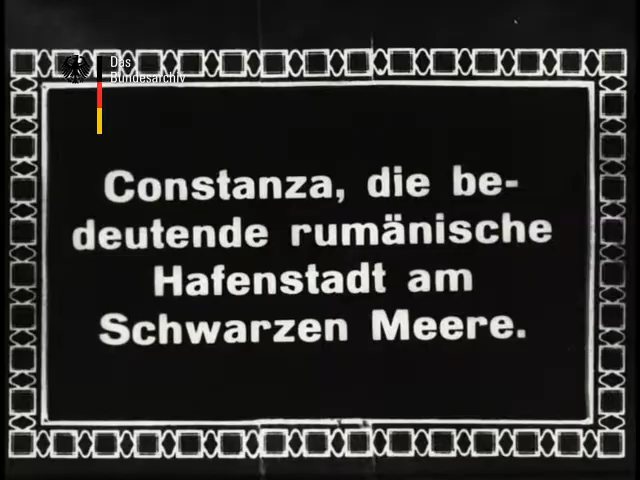 Das
Bundesarchiv
Constanza, die be-
deutende rumänische
Hafenstadt am
Schwarzen Meere.